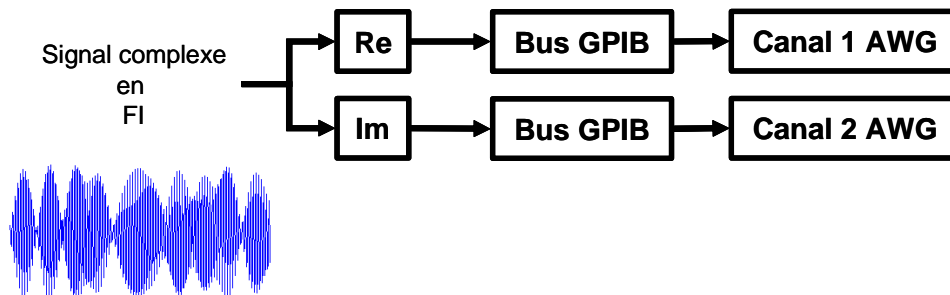 Signal complexe
en
FI
Re
Bus GPIB
Canal 1 AWG
Im
Bus GPIB
Canal 2 AWG